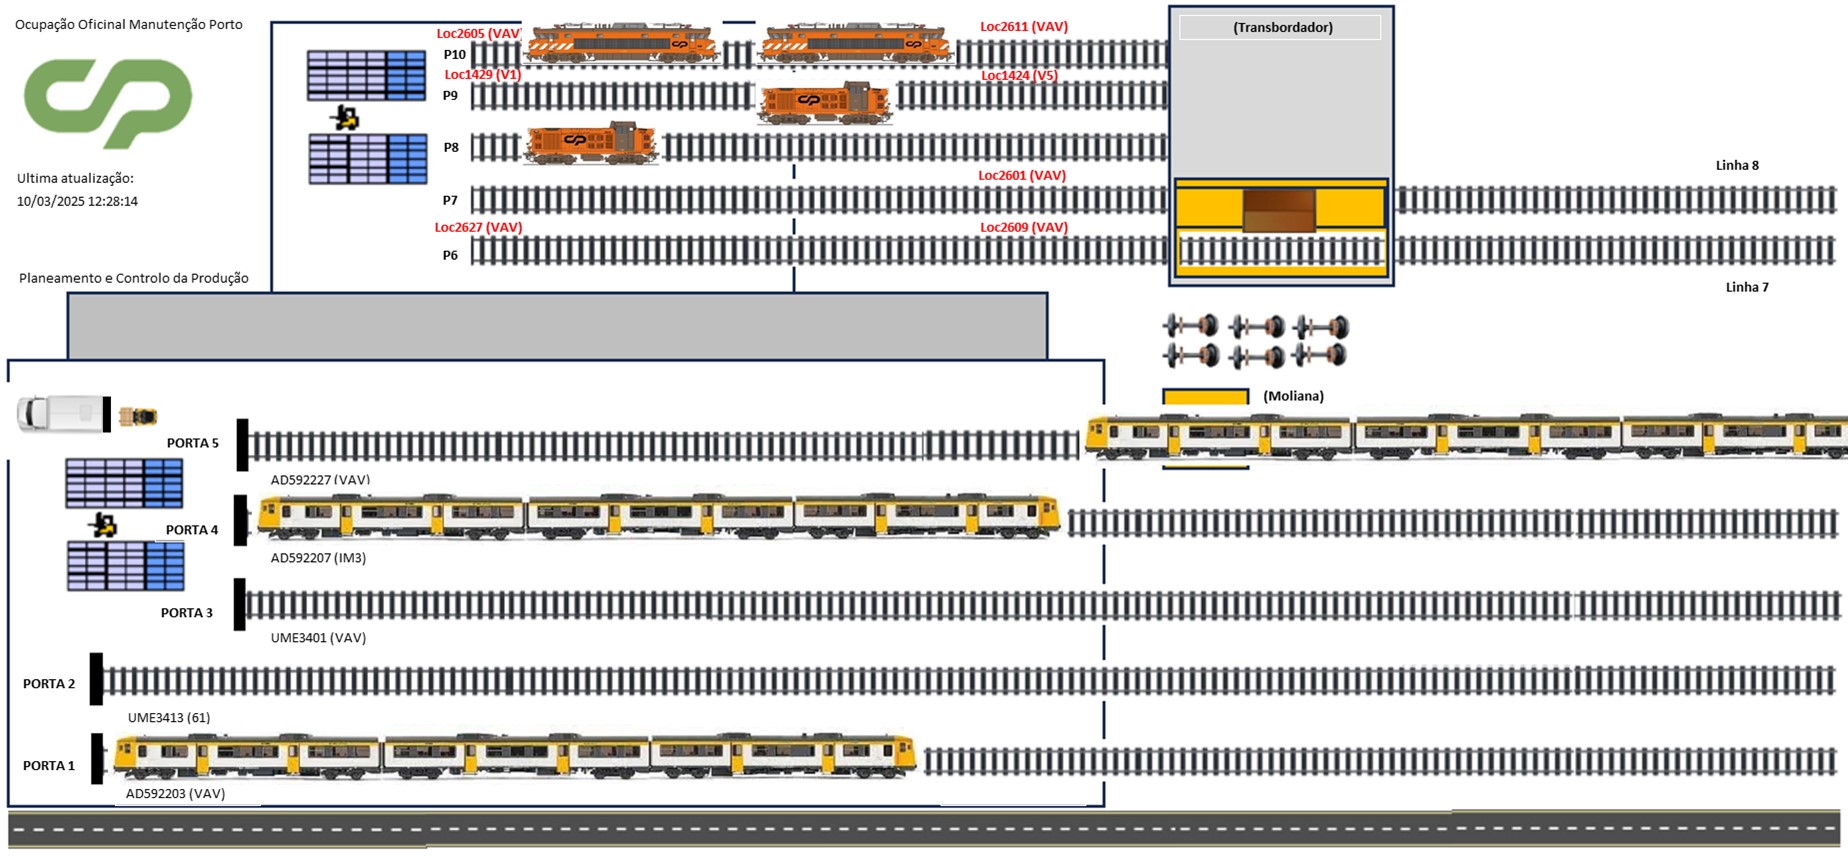 Ocupação Oficinal Manutenção Porto
CP
Ultima atualização:
10/03/2025 12:28:14
Planeamento e Controlo da Produção
Loc2605 (VAV)
Loc2611 (VAV)
P10
Loc1429 (V1)
Loc1424 (V5)
P9
P8
Loc2601 (VAV)
P7
Loc2627 (VAV)
Loc2609 (VAV)
P6
(Transbordador)
Linha 8
Linha 7
(Moliana)
PORTA 5
AD592227 (VAV)
PORTA 4
AD592207 (IM3)
PORTA 3
UME3401 (VAV)
PORTA 2
UME3413 (61)
PORTA 1
AD592203 (VAV)